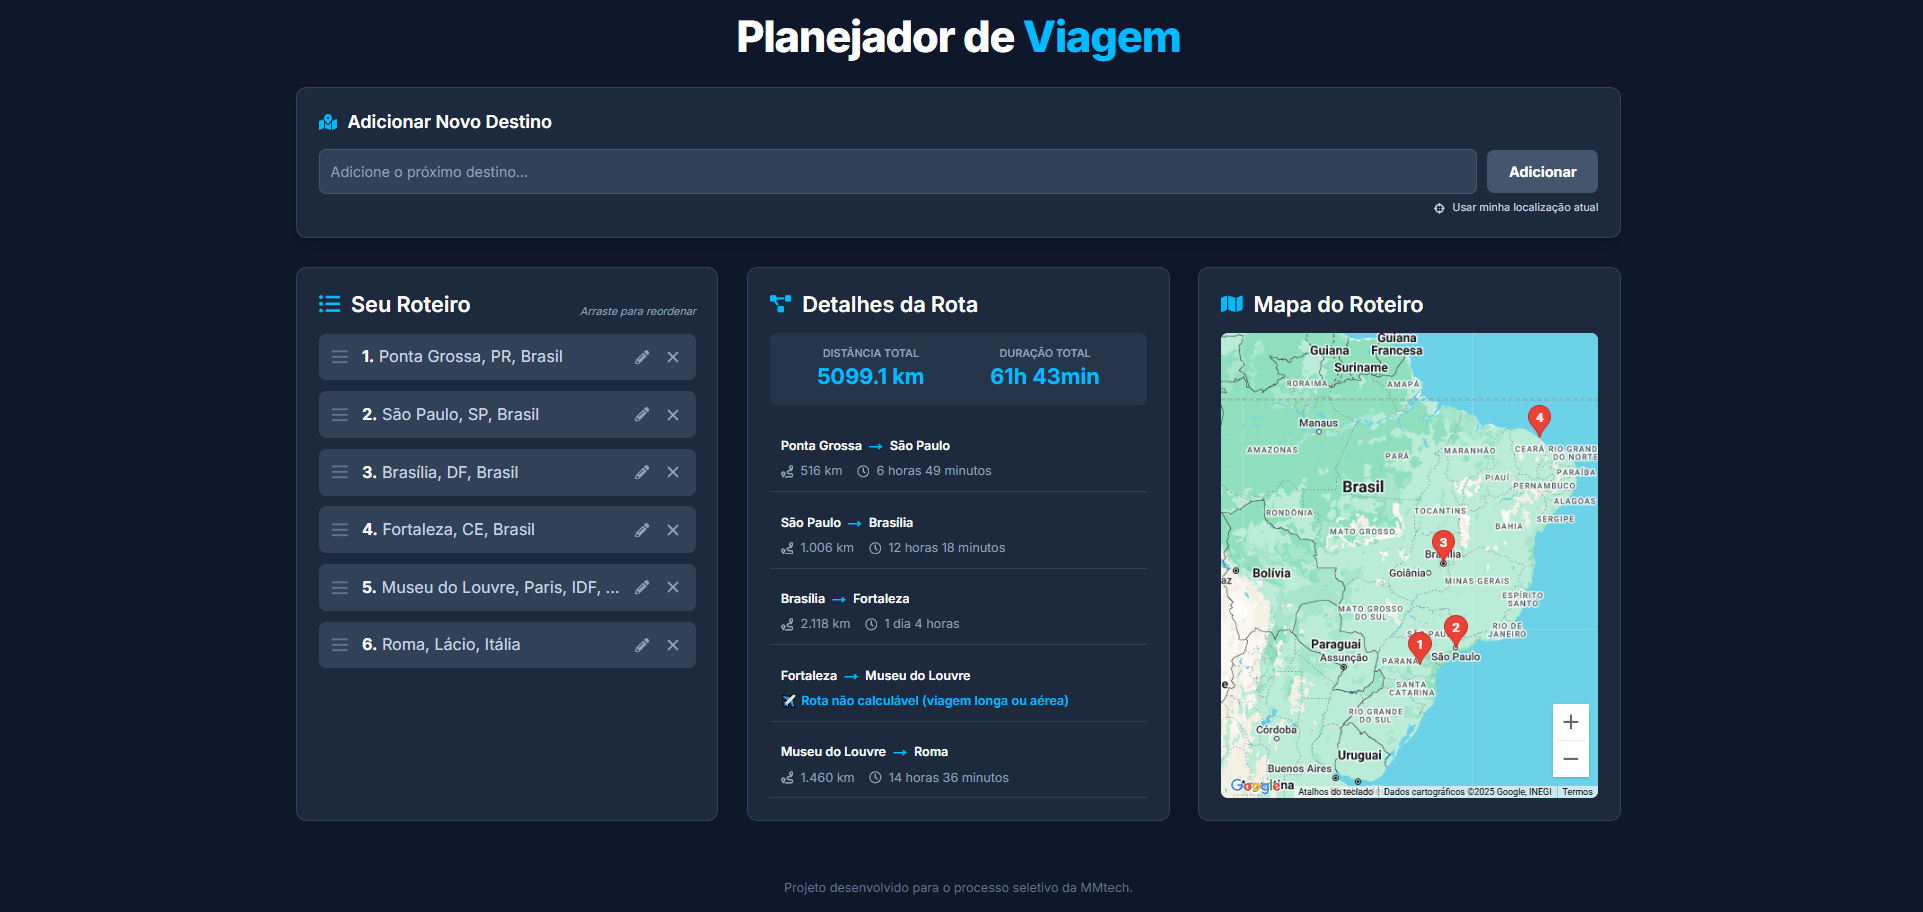 Planejador de Viagem
Adicionar Novo Destino
Adicione o próximo destino...
Adicionar
Usar minha localização atual
Seu Roteiro
Arraste para reordenar
1. Ponta Grossa, PR, Brasil
2. São Paulo, SP, Brasil
3. Brasília, DF, Brasil
4. Fortaleza, CE, Brasil
5. Museu do Louvre, Paris, IDF, ...
6. Roma, Lácio, Itália
Detalhes da Rota
DISTÂNCIA TOTAL
5099.1 km
DURAÇÃO TOTAL
61h 43min
Ponta Grossa → São Paulo
516 km 6 horas 49 minutos
São Paulo → Brasília
1.006 km 12 horas 18 minutos
Brasília → Fortaleza
2.118 km 1 dia 4 horas
Fortaleza → Museu do Louvre
Rota não calculável (viagem longa ou aérea)
Museu do Louvre → Roma
1.460 km 14 horas 36 minutos
Mapa do Roteiro
Guiana
Guiana
Francesa
Suriname
RORAIMA
AMAPÁ
4
Manaus
AMAZONAS
PARÁ
MARANHÃO
CEARÁ
RIO GRANDE
DO NORTE
PARAÍBA
PIAUÍ
PERNAMBUCO
ALAGOAS
Brasil
TOCANTINS
SERGIPE
RONDÔNIA
BAHIA
MATO GROSSO
3
Goiânia
Bolívia
MINAS GERAIS
ESPÍRITO
SANTO
MATO GROSSO
DO SUL
2
RIO DE
JANEIRO
1
Paraguai
Assunção
PARANÁ
São Paulo
SANTA
CATARINA
RIO GRANDE
DO SUL
Córdoba
Uruguai
Buenos Aires
Google
Atalhos do teclado
Dados cartográficos ©2025 Google, INEGI
Termos
Projeto desenvolvido para o processo seletivo da MMtech.